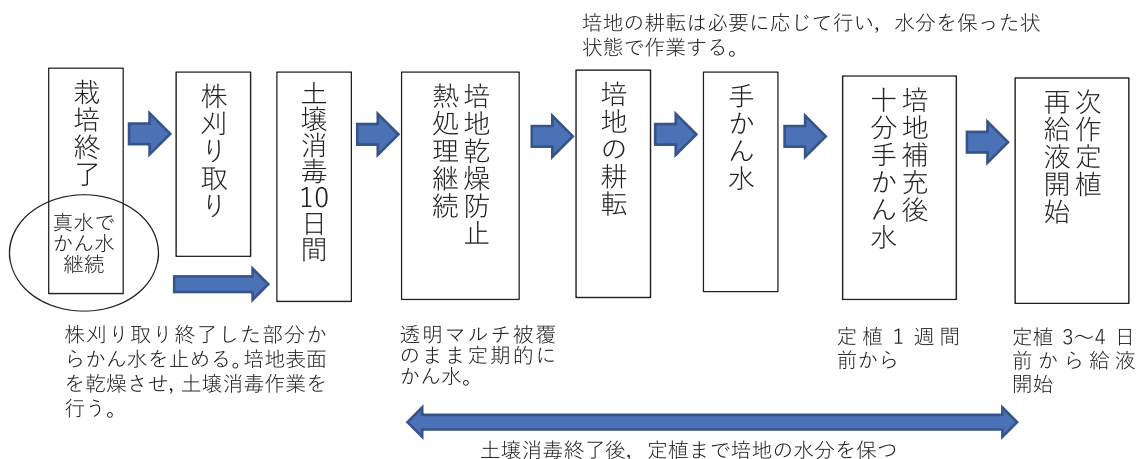 培地の耕転は必要に応じて行い，水分を保った状
状態で作業する。
栽培終了
真水で
かん水
継続
株刈り取り
土壌消毒10日間
培地乾燥防止
熱処理継続
培地の耕転
手かん水
培地補充後
十分手かん水
次作定植
再給液開始
株刈り取り終了した部分か
らかん水を止める。培地表面
を乾燥させ，土壌消毒作業を
行う。
透明マルチ被覆
のまま定期的に
かん水。
定植１週間
前から
定植 3〜4 日
前から給液
開始
土壌消毒終了後，定植まで培地の水分を保つ